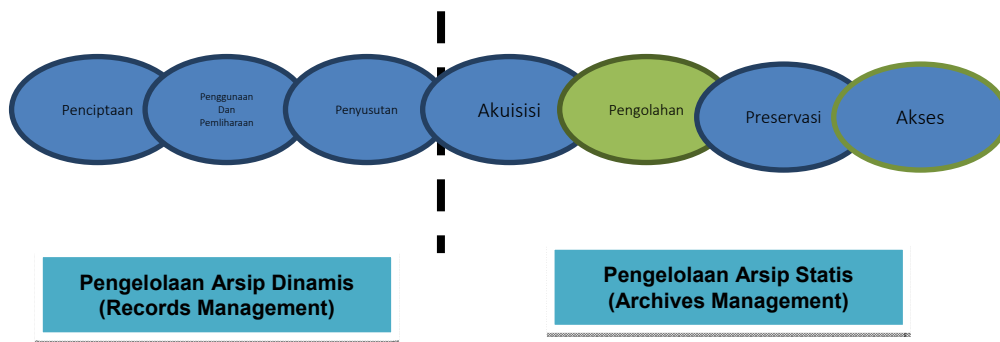 Penciptaan
Penggunaan
Dan
Pemliharaan
Penyusutan
Akuisisi
Pengolahan
Preservasi
Akses
Pengelolaan Arsip Dinamis
(Records Management)
Pengelolaan Arsip Statis
(Archives Management)